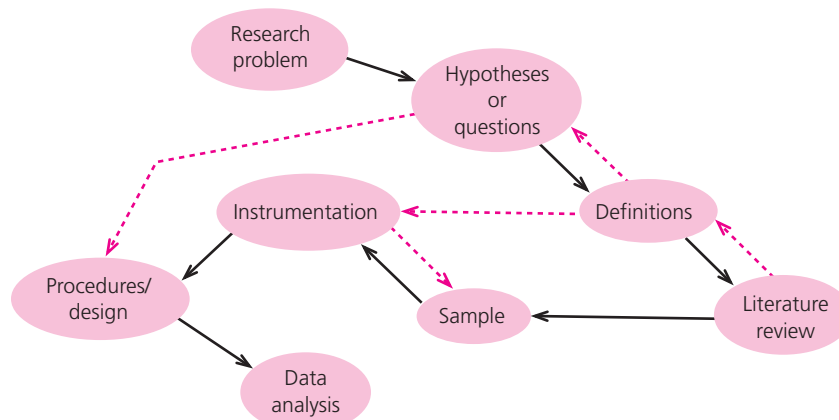 Research
problem
Hypotheses
or
questions
Instrumentation
Definitions
Procedures/
design
Sample
Literature
review
Data
analysis